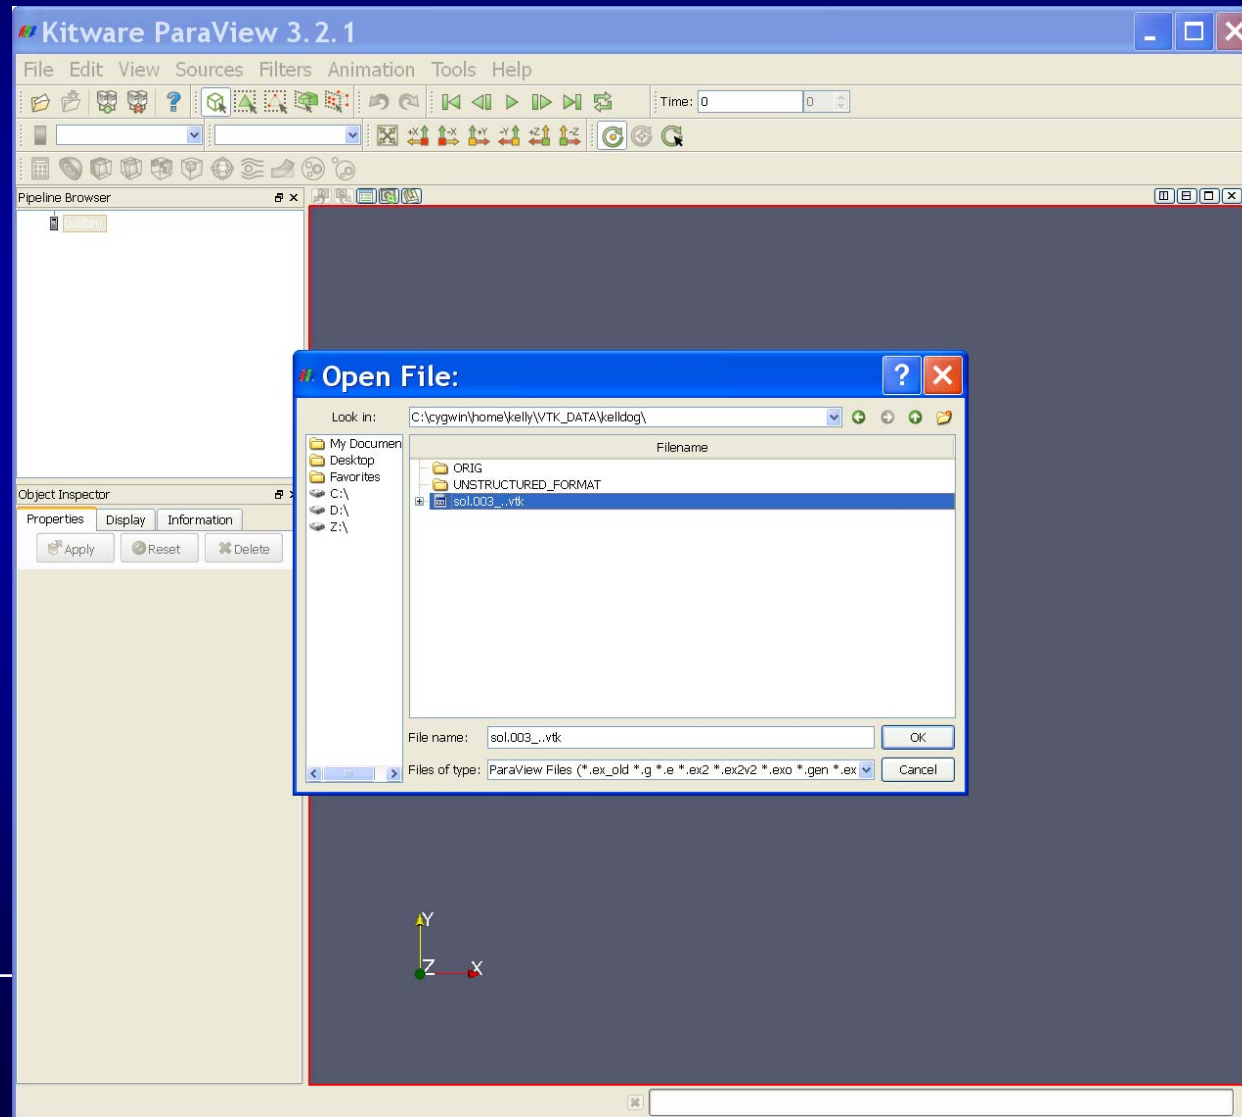 Kitware ParaView 3.2.1
File Edit View Sources Filters Animation Tools Help
Time: 0 0
Pipeline Browser
builtin:
Open File:
Look in: C:\cygwin\home\kelly\VTK_DATA\kelldog\
My Documen
Desktop
Favorites
C:\
D:\
Z:\
Filename
ORIG
UNSTRUCTURED_FORMAT
sol.003_..vtk
File name: sol.003_..vtk OK
Files of type: ParaView Files (*.ex_old *.g *.e *.ex2 *.ex2v2 *.exo *.gen *.ex Cancel
Object Inspector
Properties Display Information
Apply Reset Delete
Y
Z X